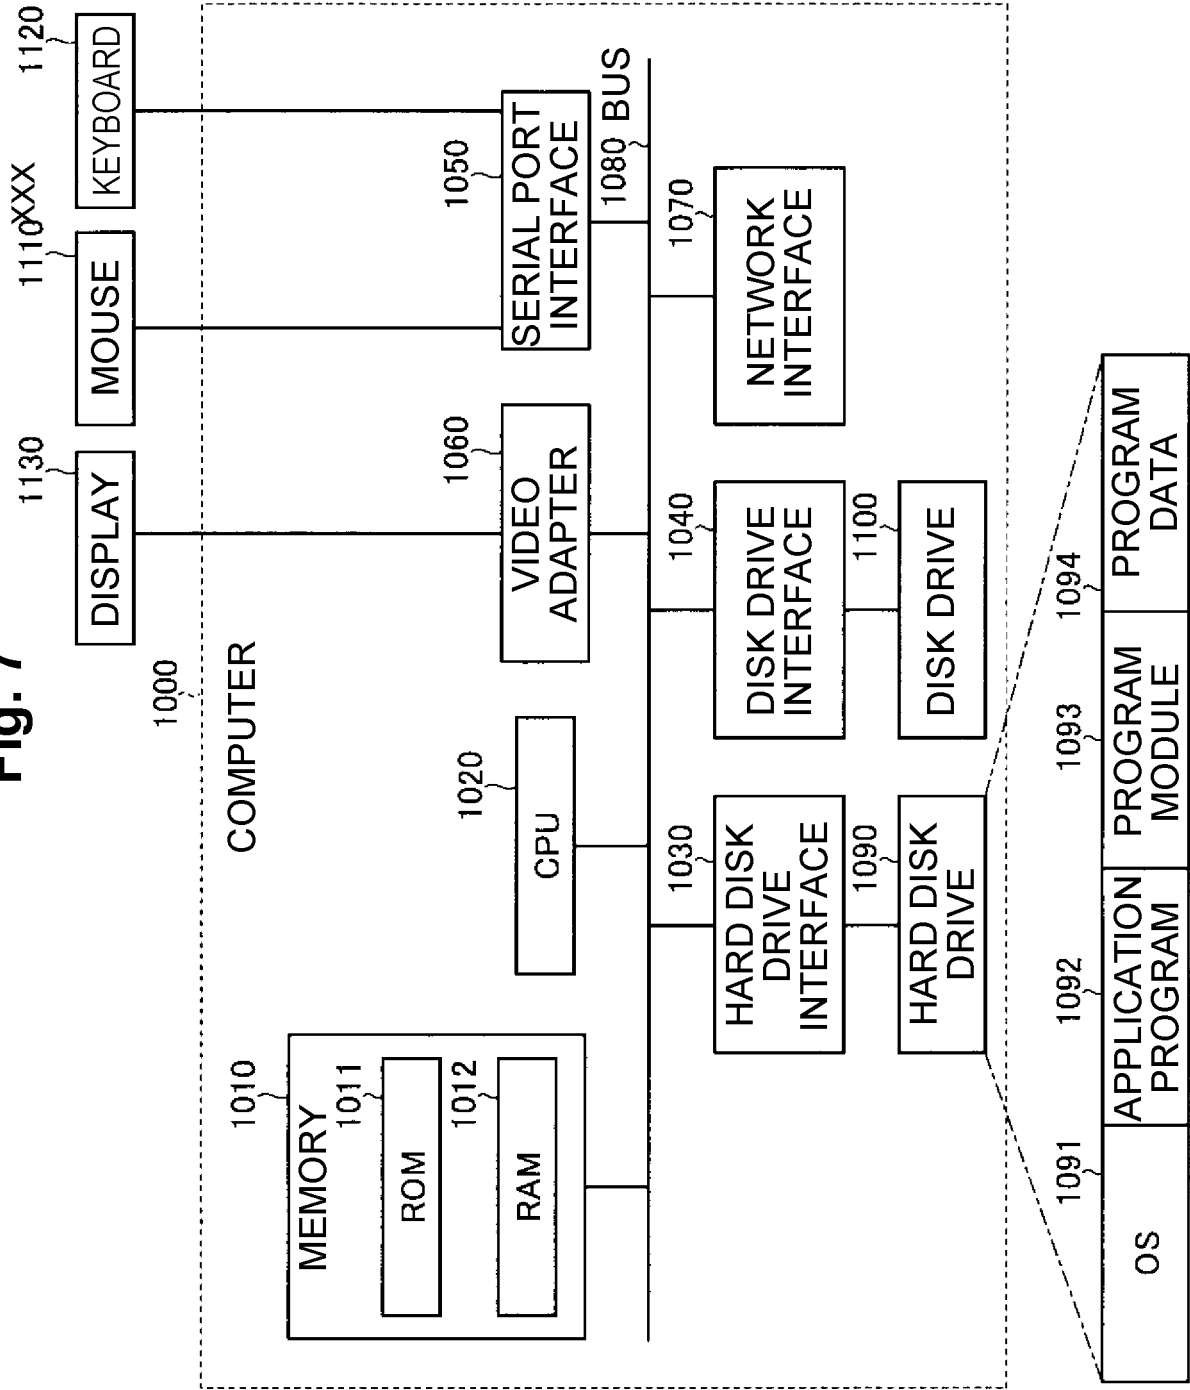 Fig. 7
1000
COMPUTER
1010
MEMORY
1011
ROM
1012
RAM
1020
CPU
1130
DISPLAY
1110
MOUSE
XXX
1120
KEYBOARD
1060
VIDEO
ADAPTER
1050
SERIAL PORT
INTERFACE
1080 BUS
1030
HARD DISK
DRIVE
INTERFACE
1040
DISK DRIVE
INTERFACE
1070
NETWORK
INTERFACE
1090
HARD DISK
DRIVE
1100
DISK DRIVE
1091
OS
1092
APPLICATION
PROGRAM
1093
PROGRAM
MODULE
1094
PROGRAM
DATA